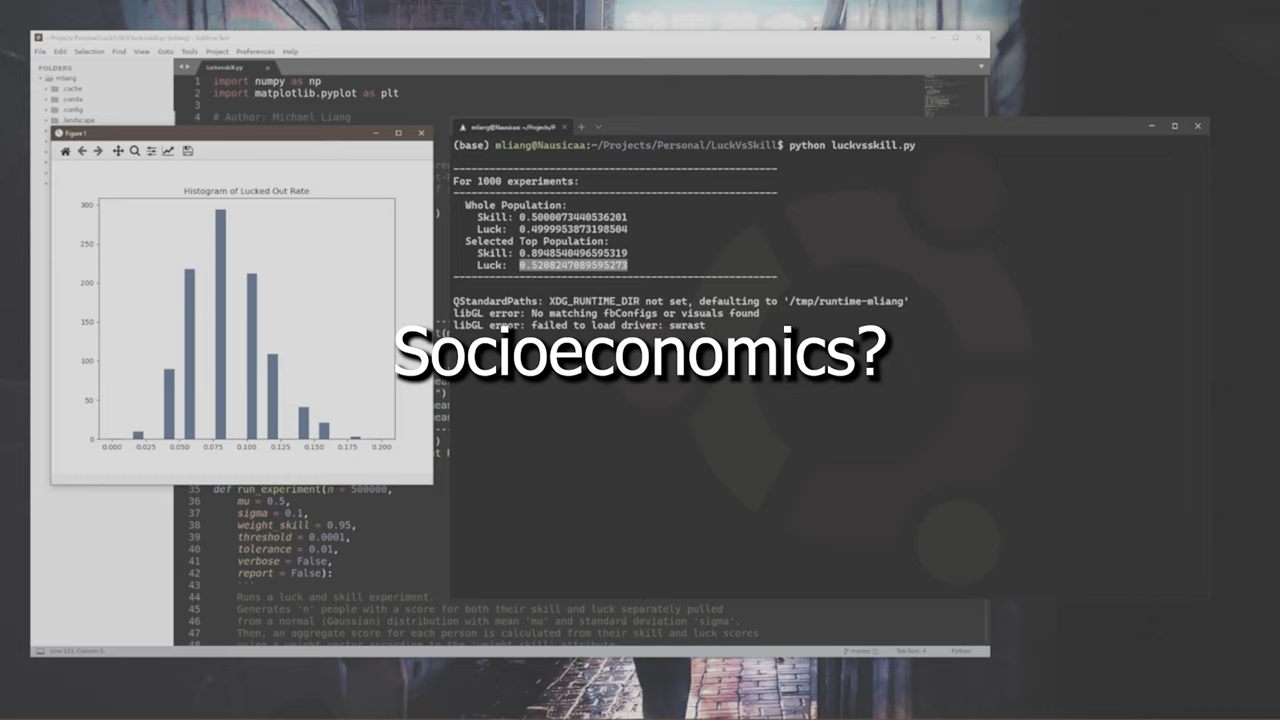 File Edit Selection Find View Goto Tools Project Preferences Help
FOLDERS
mliang
.cache
.conda
.config
.landscape
luckvsskill.py
1 import numpy as np
2 import matplotlib.pyplot as plt
3
4 # Author: Michael Liang
Figure 1
Histogram of Lucked Out Rate
300
250
200
150
100
50
0
0.000 0.025 0.050 0.075 0.100 0.125 0.150 0.175 0.200
mliang@Nausicaa: ~/Projects/P
(base) mliang@Nausicaa:~/Projects/Personal/LuckVsSkill$ python luckvsskill.py
------------------------------------------------------
For 1000 experiments:
------------------------------------------------------
Whole Population:
Skill: 0.5000073440536201
Luck: 0.4999953873198504
Selected Top Population:
Skill: 0.8948540496595319
Luck: 0.5208247089595273
------------------------------------------------------
QStandardPaths: XDG_RUNTIME_DIR not set, defaulting to '/tmp/runtime-mliang'
libGL error: No matching fbConfigs or visuals found
libGL error: failed to load driver: swrast
Socioeconomics?
35 def run_experiment(n = 500000,
36 mu = 0.5,
37 sigma = 0.1,
38 weight_skill = 0.95,
39 threshold = 0.0001,
40 tolerance = 0.01,
41 verbose = False,
42 report = False):
43 '''
44 Runs a luck and skill experiment.
45 Generates 'n' people with a score for both their skill and luck separately pulled
46 from a normal (Gaussian) distribution with mean 'mu' and standard deviation 'sigma'.
47 Then, an aggregate score for each person is calculated from their skill and luck scores
Tab Size: 4 Python